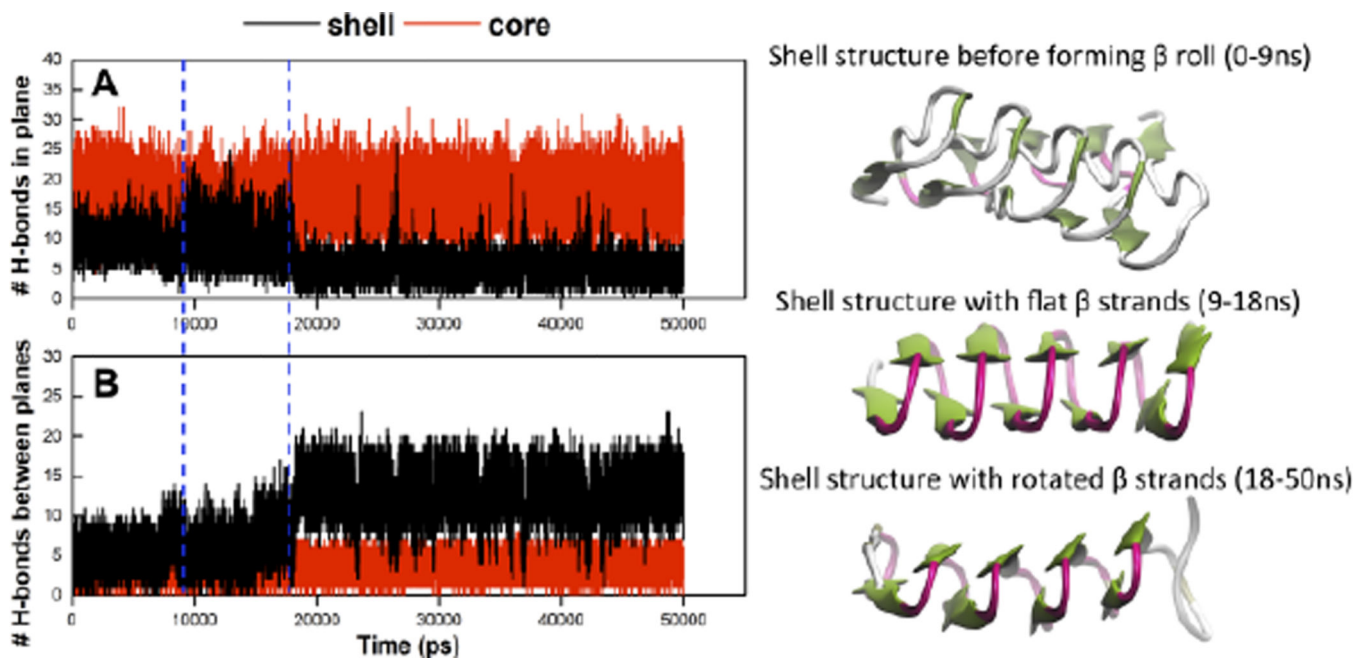 shell core
A
# H-bonds in plane
40
35
30
25
20
15
10
5
0
0 10000 20000 30000 40000 50000
B
# H-bonds between planes
30
25
20
15
10
5
0
0 10000 20000 30000 40000 50000
Time (ps)
Shell structure before forming β roll (0-9ns)
Shell structure with flat β strands (9-18ns)
Shell structure with rotated β strands (18-50ns)